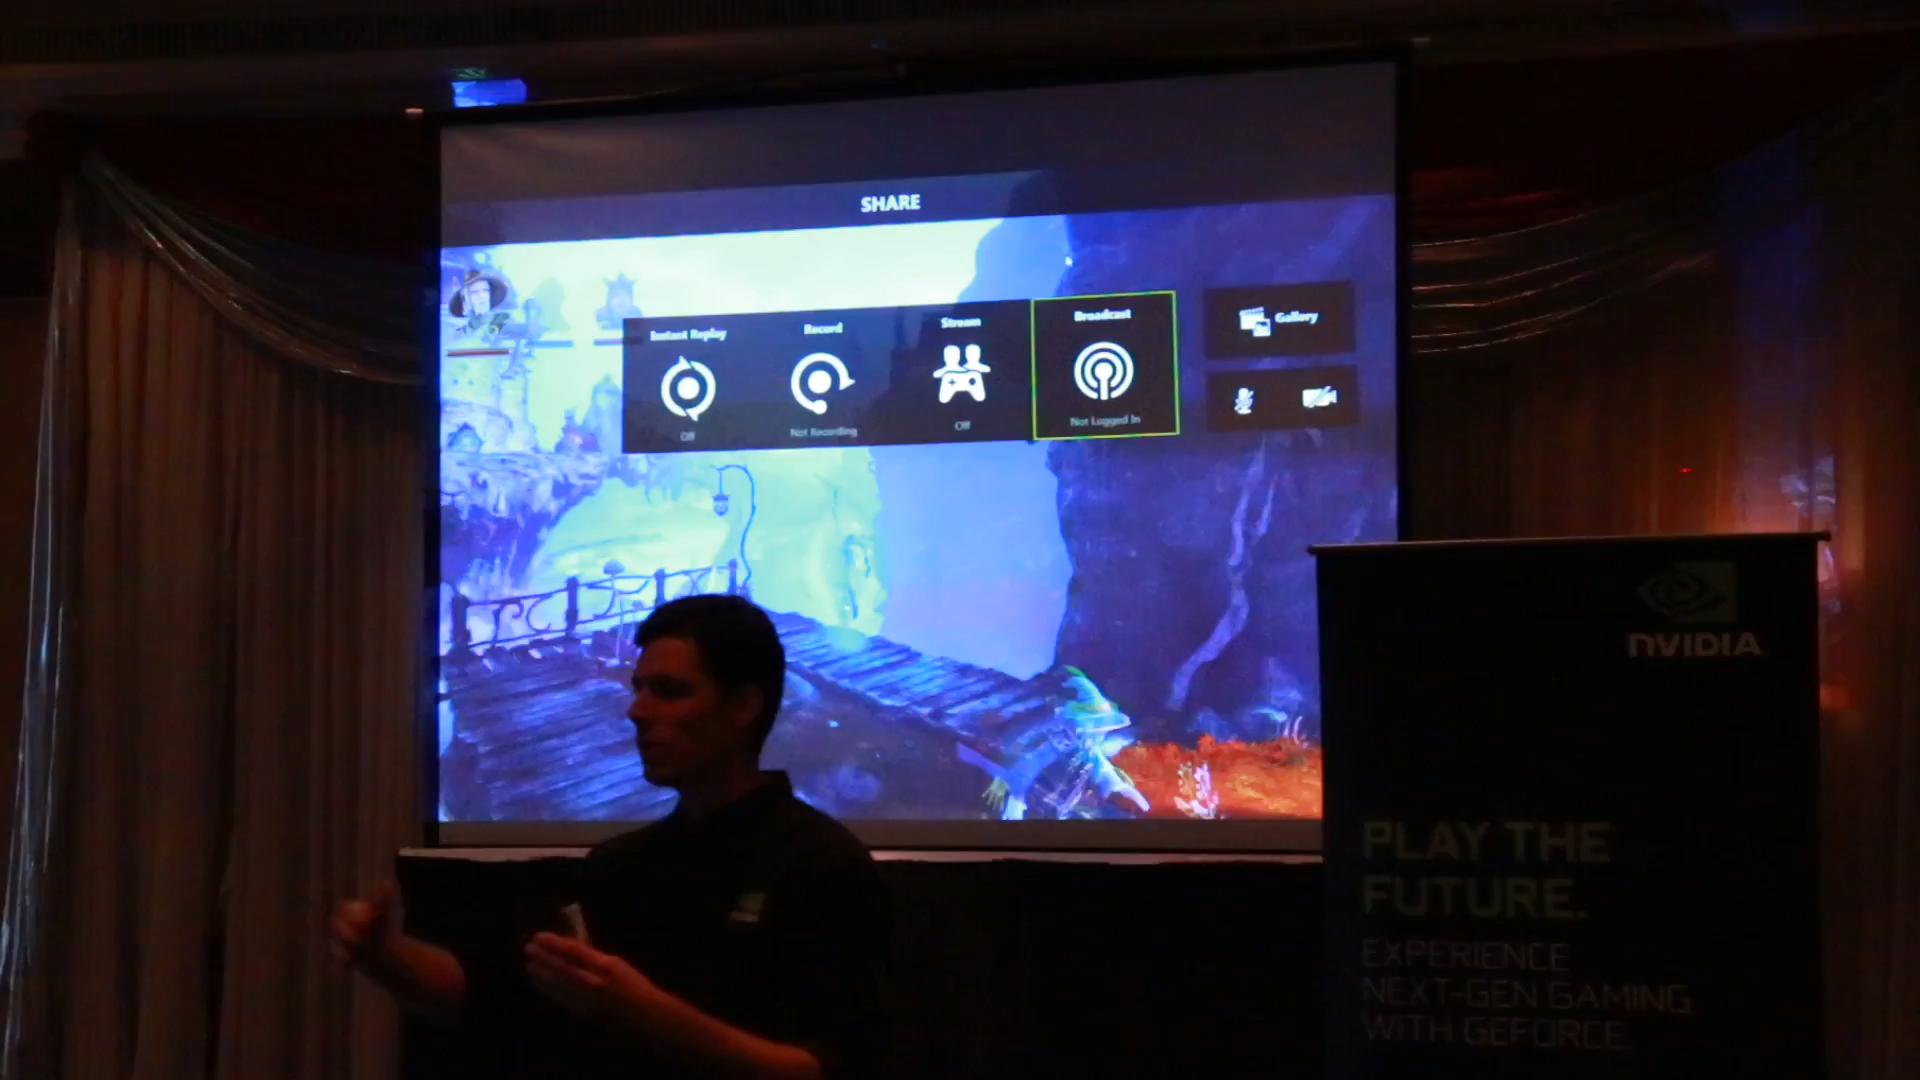 SHARE
Instant Replay
Record
Stream
Broadcast
Gallery
Off
Not Recording
Off
Not Logged In
NVIDIA
PLAY THE
FUTURE.
EXPERIENCE
NEXT-GEN GAMING
WITH GEFORCE.